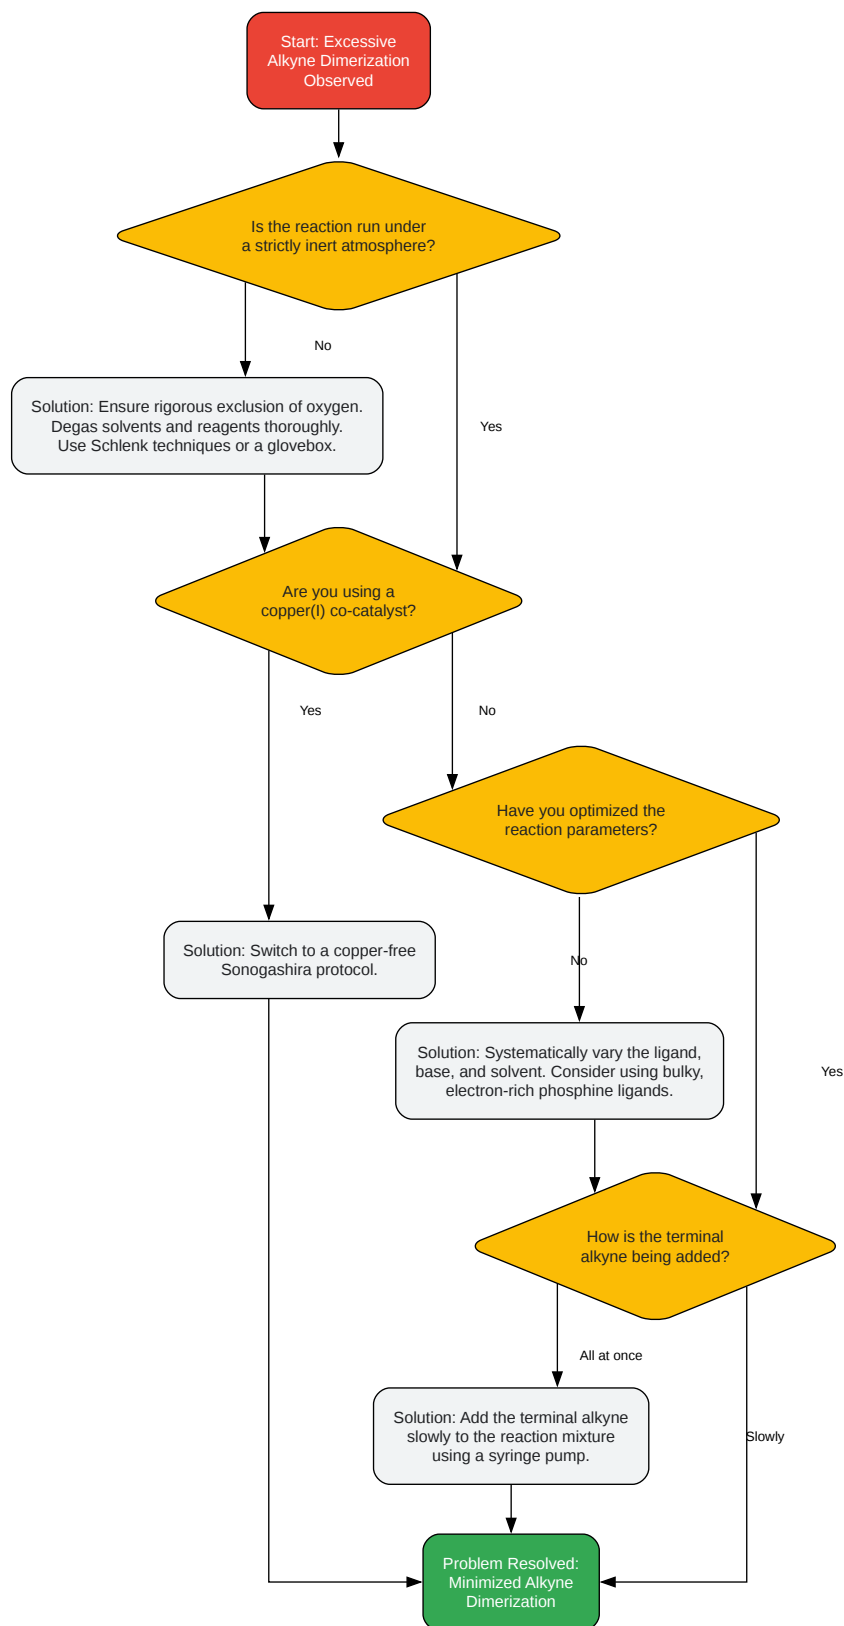 Start: Excessive
Alkyne Dimerization
Observed
Is the reaction run under
a strictly inert atmosphere?
No
Solution: Ensure rigorous exclusion of oxygen.
Degas solvents and reagents thoroughly.
Use Schlenk techniques or a glovebox.
Yes
Are you using a
copper(I) co-catalyst?
Yes
No
Have you optimized the
reaction parameters?
Solution: Switch to a copper-free
Sonogashira protocol.
No
Solution: Systematically vary the ligand,
base, and solvent. Consider using bulky,
electron-rich phosphine ligands.
Yes
How is the terminal
alkyne being added?
All at once
Solution: Add the terminal alkyne
slowly to the reaction mixture
using a syringe pump.
Slowly
Problem Resolved:
Minimized Alkyne
Dimerization